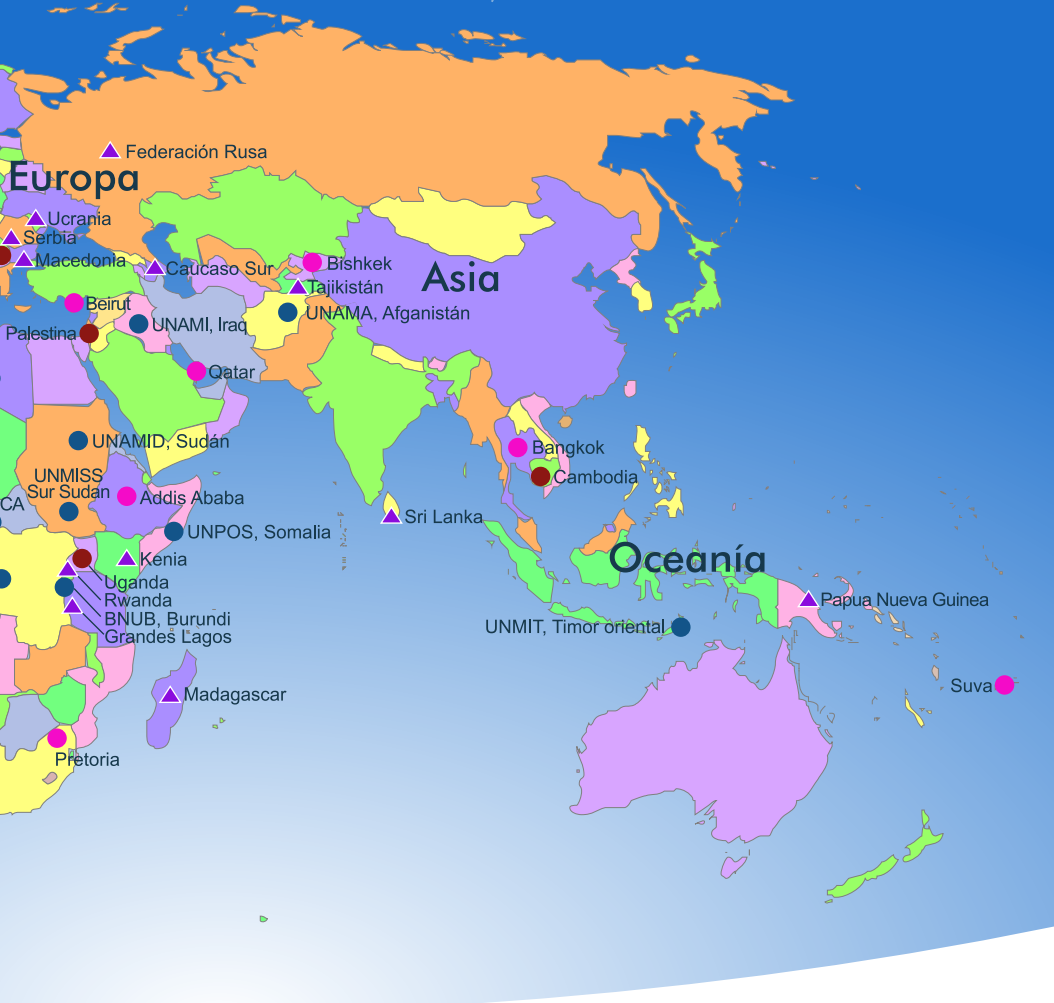 Federación Rusa
Europa
Ucrania
Serbia
Macedonia
Caucaso Sur
Bishkek
Asia
Tajikistán
Beirut
UNAMA, Afganistán
UNAMI, Iraq
Palestina
Qatar
UNAMID, Sudán
Bangkok
UNMISS
Sur Sudan
Cambodia
Addis Ababa
CA
Sri Lanka
UNPOS, Somalia
Kenia
Oceanía
Uganda
Rwanda
BNUB, Burundi
Grandes Lagos
Papua Nueva Guinea
UNMIT, Timor oriental
Suva
Madagascar
Pretoria